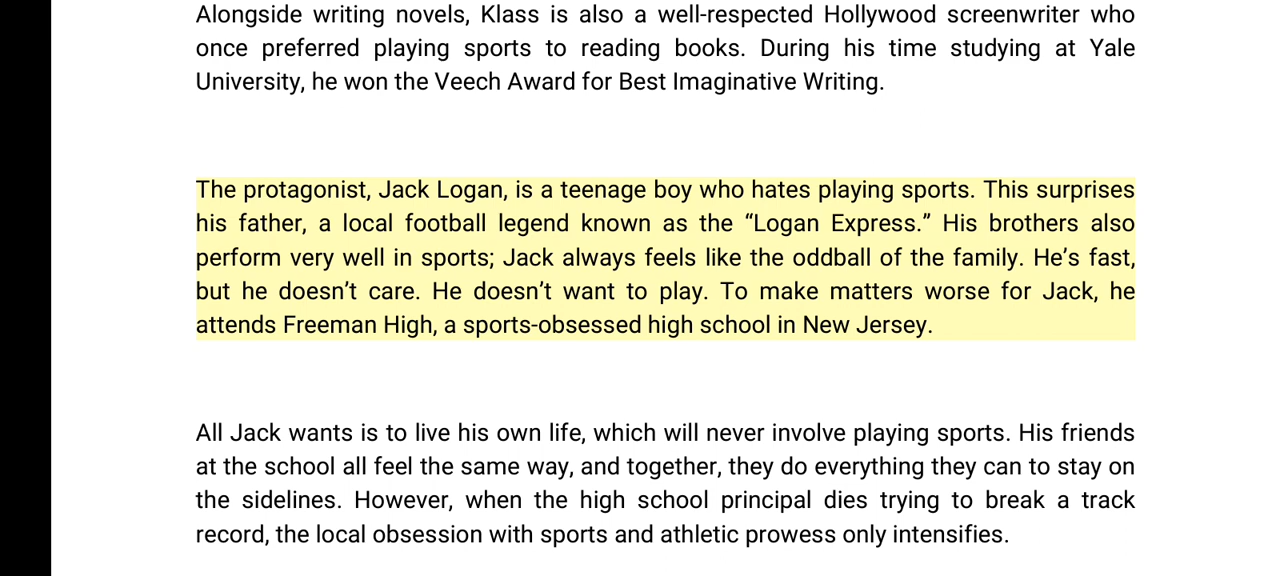 Alongside writing novels, Klass is also a well-respected Hollywood screenwriter who
once preferred playing sports to reading books. During his time studying at Yale
University, he won the Veech Award for Best Imaginative Writing.
The protagonist, Jack Logan, is a teenage boy who hates playing sports. This surprises
his father, a local football legend known as the “Logan Express.” His brothers also
perform very well in sports; Jack always feels like the oddball of the family. He’s fast,
but he doesn’t care. He doesn’t want to play. To make matters worse for Jack, he
attends Freeman High, a sports-obsessed high school in New Jersey.
All Jack wants is to live his own life, which will never involve playing sports. His friends
at the school all feel the same way, and together, they do everything they can to stay on
the sidelines. However, when the high school principal dies trying to break a track
record, the local obsession with sports and athletic prowess only intensifies.